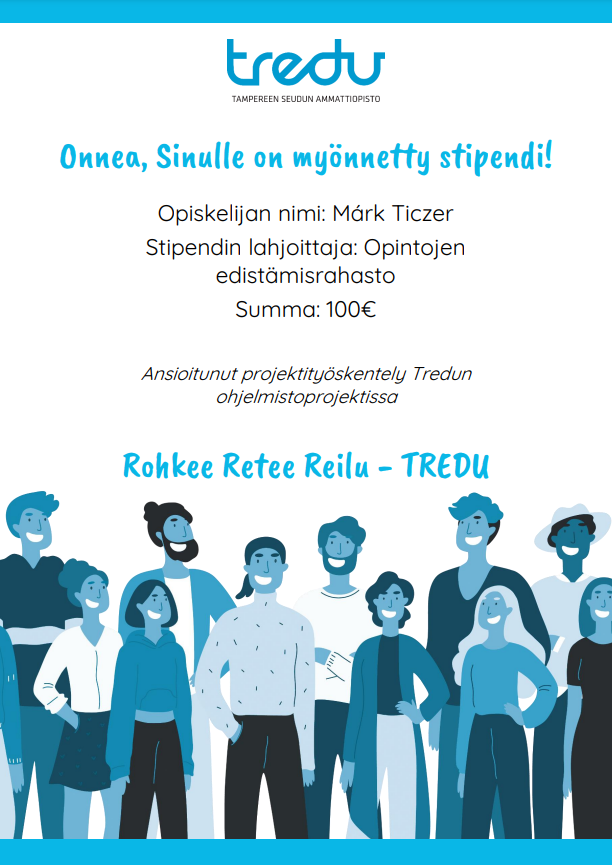 tredu
TAMPEREEN SEUDUN AMMATTIOPISTO
Onnea, Sinulle on myönnetty stipendi!
Opiskelijan nimi: Márk Ticzer
Stipendin lahjoittaja: Opintojen
edistämisrahasto
Summa: 100€
Ansioitunut projektityöskentely Tredun
ohjelmistoprojektissa
Rohkee Retee Reilu - TREDU